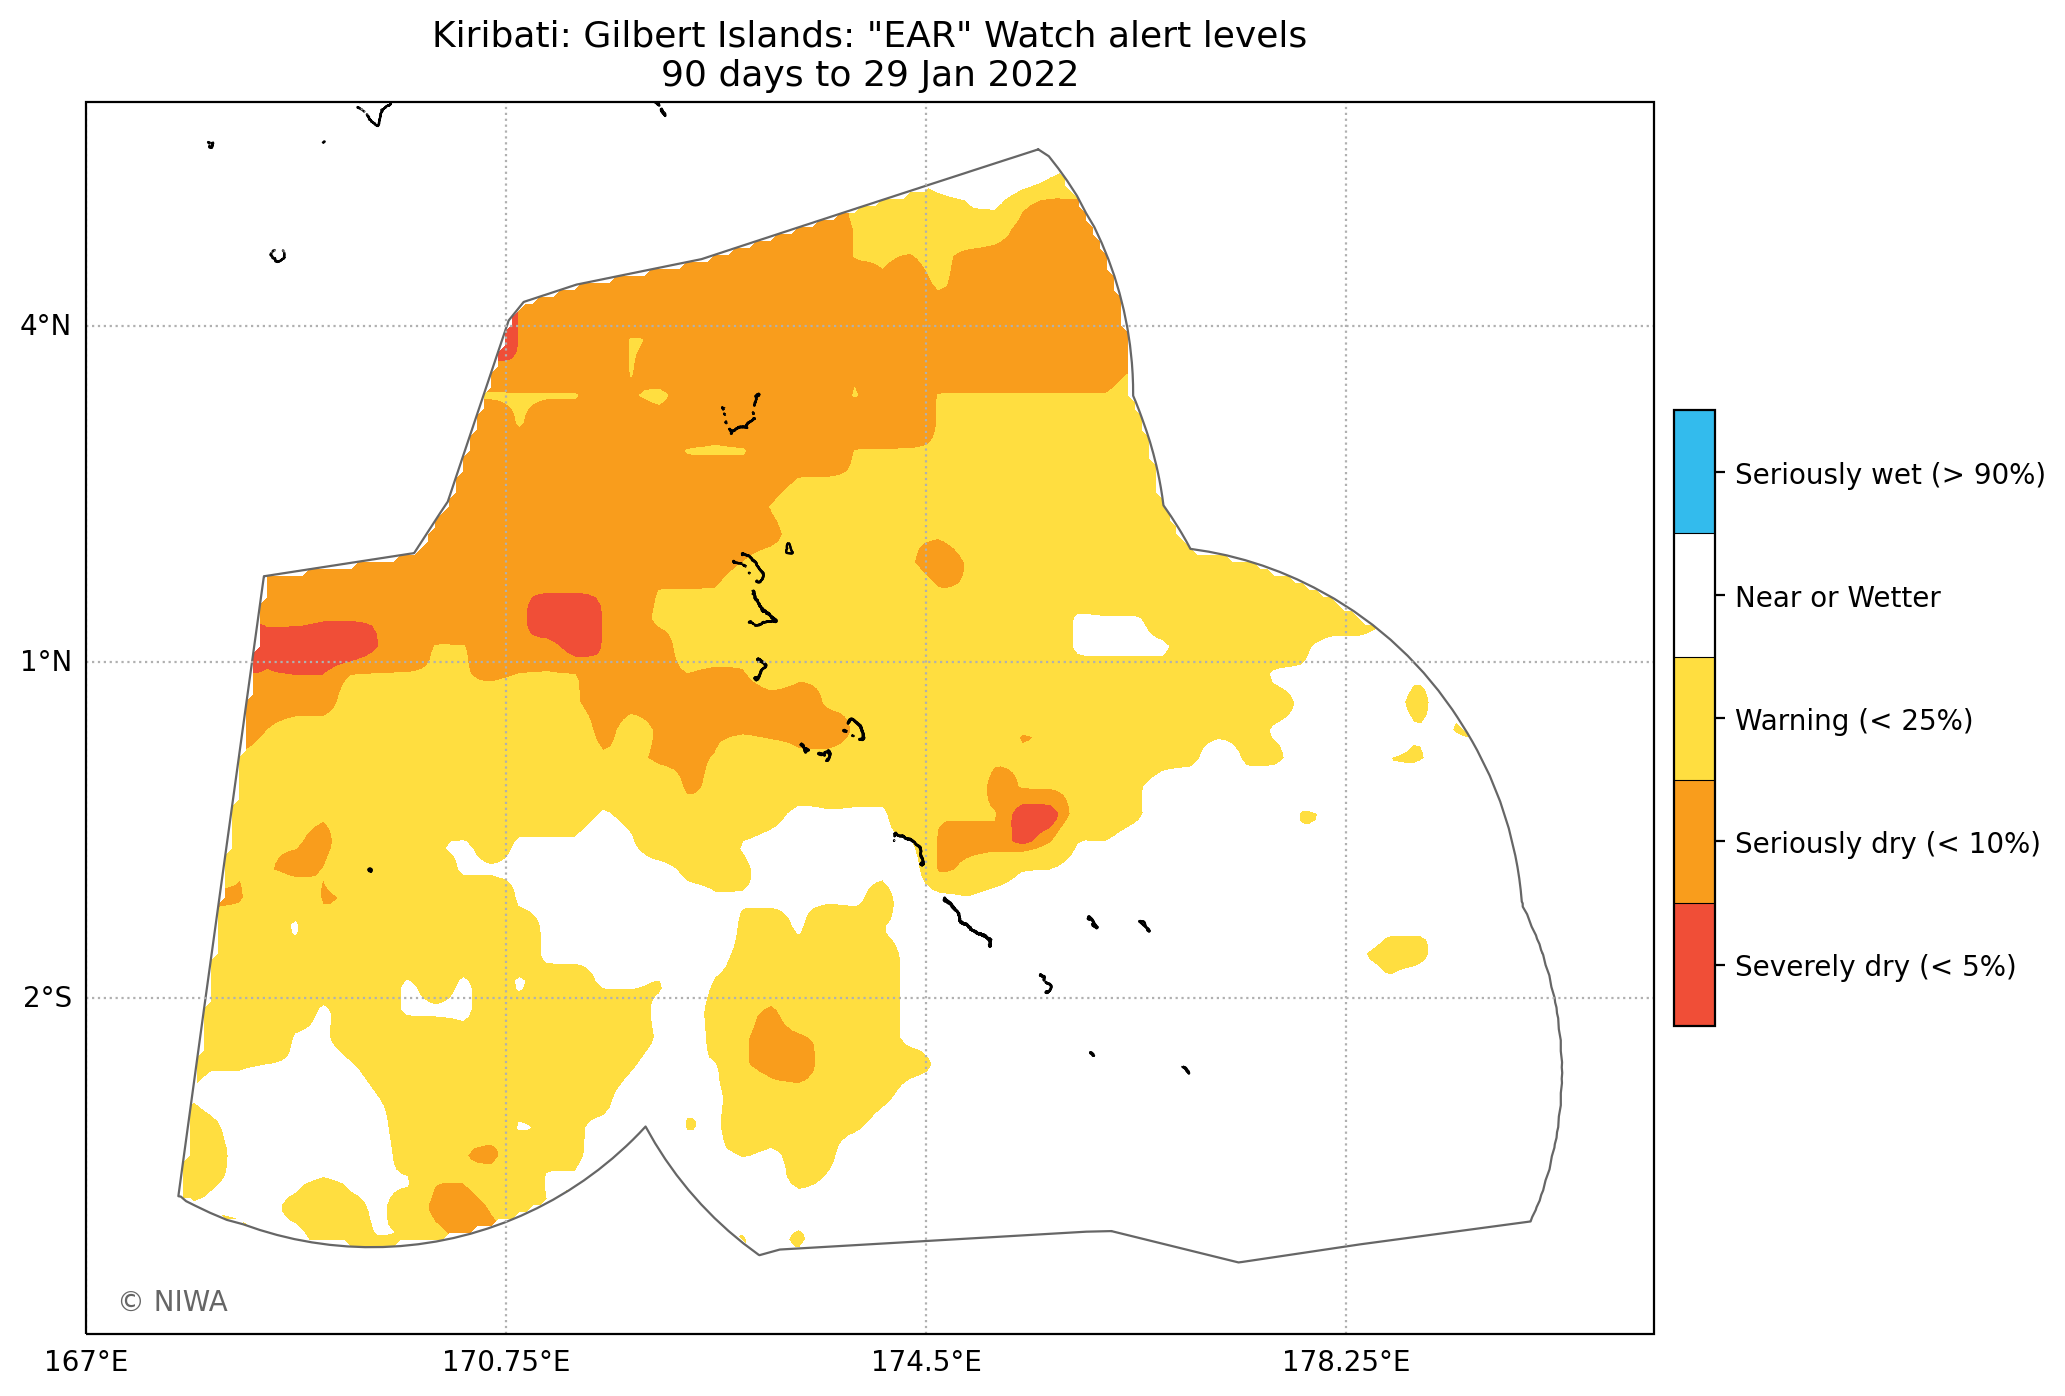 Kiribati: Gilbert Islands: "EAR" Watch alert levels
90 days to 29 Jan 2022
4°N
1°N
2°S
167°E
170.75°E
174.5°E
178.25°E
© NIWA
Seriously wet (> 90%)
Near or Wetter
Warning (< 25%)
Seriously dry (< 10%)
Severely dry (< 5%)